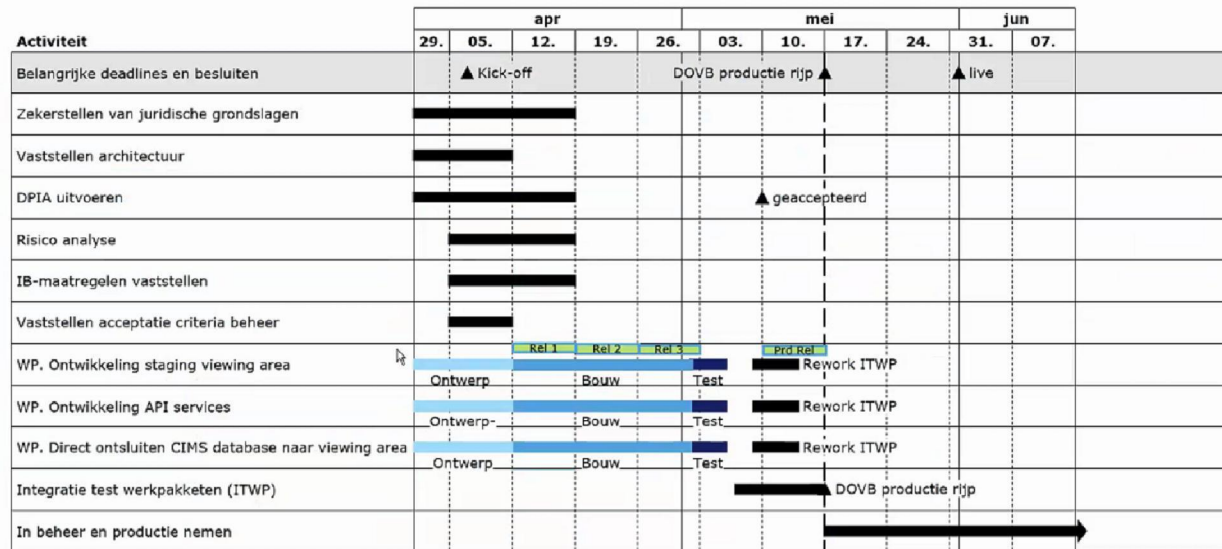 apr mei jun
Activiteit 29. 05. 12. 19. 26. 03. 10. 17. 24. 31. 07.
Belangrijke deadlines en besluiten Kick-off DOVB productie rijp live
Zekerstellen van juridische grondslagen
Vaststellen architectuur
DPIA uitvoeren geaccepteerd
Risico analyse
IB-maatregelen vaststellen
Vaststellen acceptatie criteria beheer
Rel 1 Rel 2 Rel 3 Prd Rel
WP. Ontwikkeling staging viewing area Rework ITWP
Ontwerp Bouw Test
WP. Ontwikkeling API services Rework ITWP
Ontwerp- Bouw Test
WP. Direct ontsluiten CIMS database naar viewing area Rework ITWP
Ontwerp Bouw Test
Integratie test werkpakketen (ITWP) DOVB productie rijp
In beheer en productie nemen